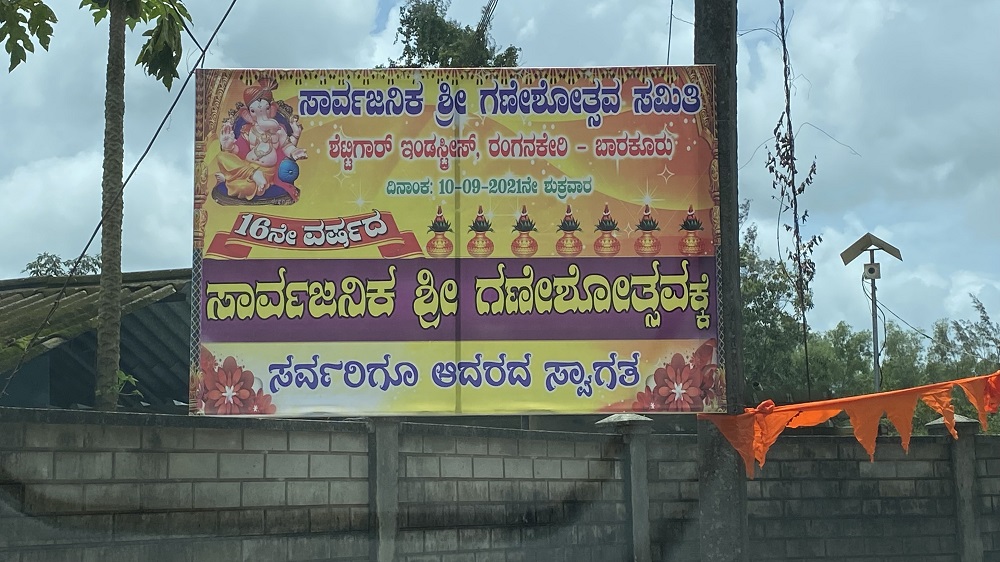 ಸಾರ್ವಜನಿಕ ಶ್ರೀ ಗಣೇಶೋತ್ಸವ ಸಮಿತಿ
ಶೆಟ್ಟಿಗಾರ್ ಇಂಡಸ್ಟ್ರೀಸ್, ರಂಗನಕೇರಿ - ಬಾರಕೂರು
ದಿನಾಂಕ: 10-09-2021ನೇ ಶುಕ್ರವಾರ
16ನೇ ವರ್ಷದ
ಸಾರ್ವಜನಿಕ ಶ್ರೀ ಗಣೇಶೋತ್ಸವಕ್ಕೆ
ಸರ್ವರಿಗೂ ಆದರದ ಸ್ವಾಗತ